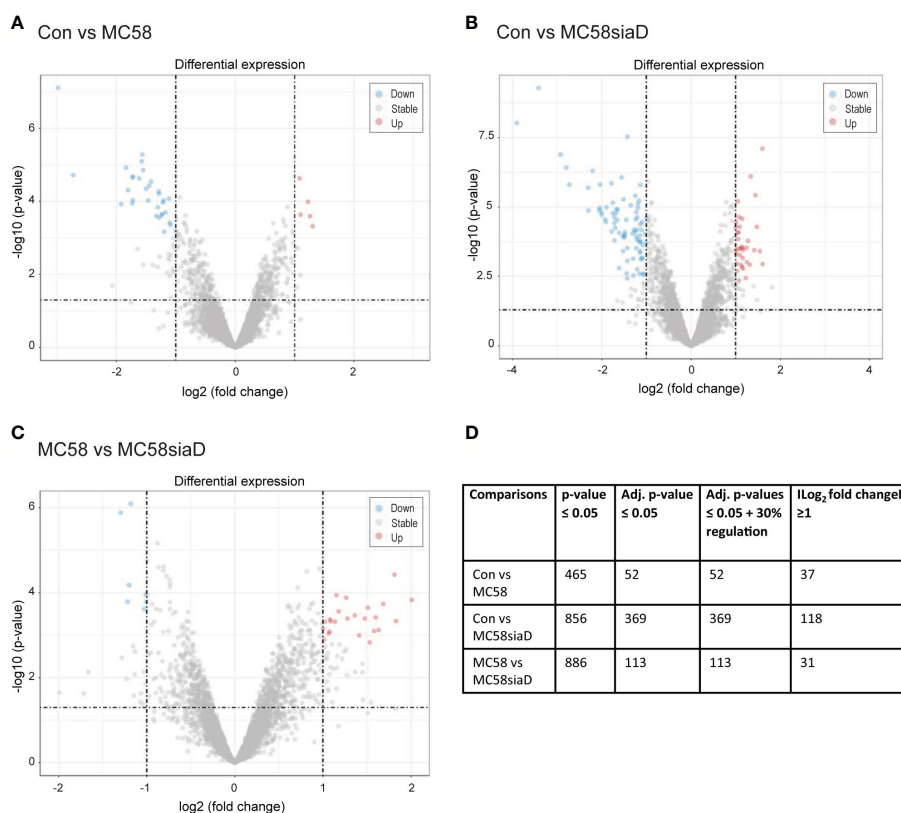 A
Con vs MC58
Differential expression
Down
Stable
Up
6
4
2
0
-log10 (p-value)
-2
0
2
log2 (fold change)
B
Con vs MC58siaD
Differential expression
Down
Stable
Up
7.5
5
2.5
0
-log10 (p-value)
-4
-2
0
2
4
log2 (fold change)
C
MC58 vs MC58siaD
Differential expression
Down
Stable
Up
6
4
2
0
-log10 (p-value)
-2
-1
0
1
2
log2 (fold change)
D
Comparisons p-value ≤ 0.05 Adj. p-value ≤ 0.05 Adj. p-values ≤ 0.05 + 30% regulation ILog2 fold changeI ≥1
Con vs MC58 465 52 52 37
Con vs MC58siaD 856 369 369 118
MC58 vs MC58siaD 886 113 113 31